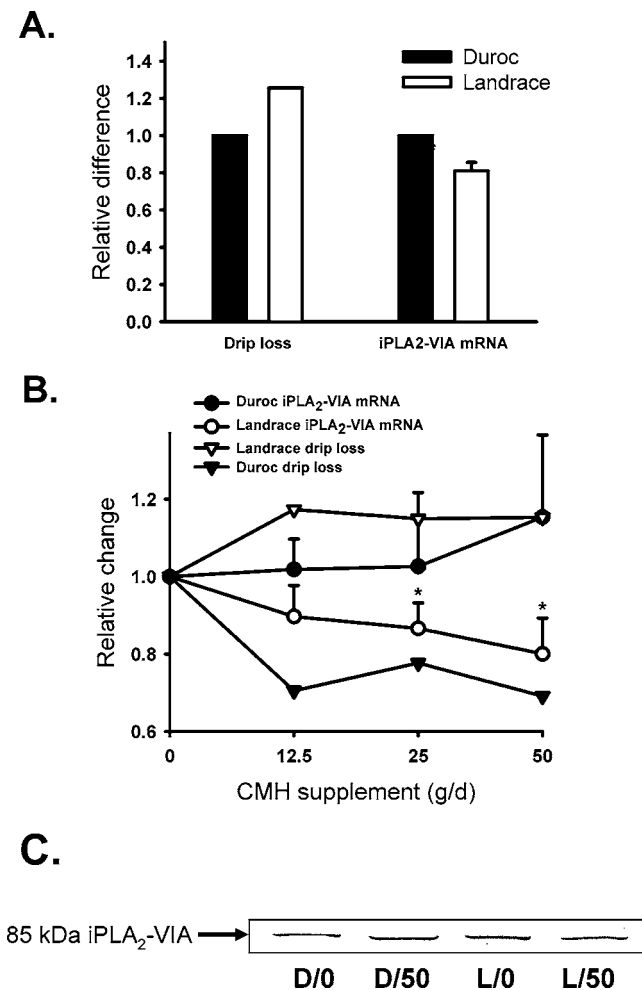 A.
1.4
1.2
1.0
0.8
0.6
0.4
0.2
0.0
Relative difference
Duroc
Landrace
*
Drip loss
iPLA2-VIA mRNA
B.
Duroc iPLA₂-VIA mRNA
Landrace iPLA₂-VIA mRNA
Landrace drip loss
Duroc drip loss
1.2
1.0
0.8
0.6
Relative change
*
*
0 12.5 25 50
CMH supplement (g/d)
C.
85 kDa iPLA₂-VIA
D/0 D/50 L/0 L/50